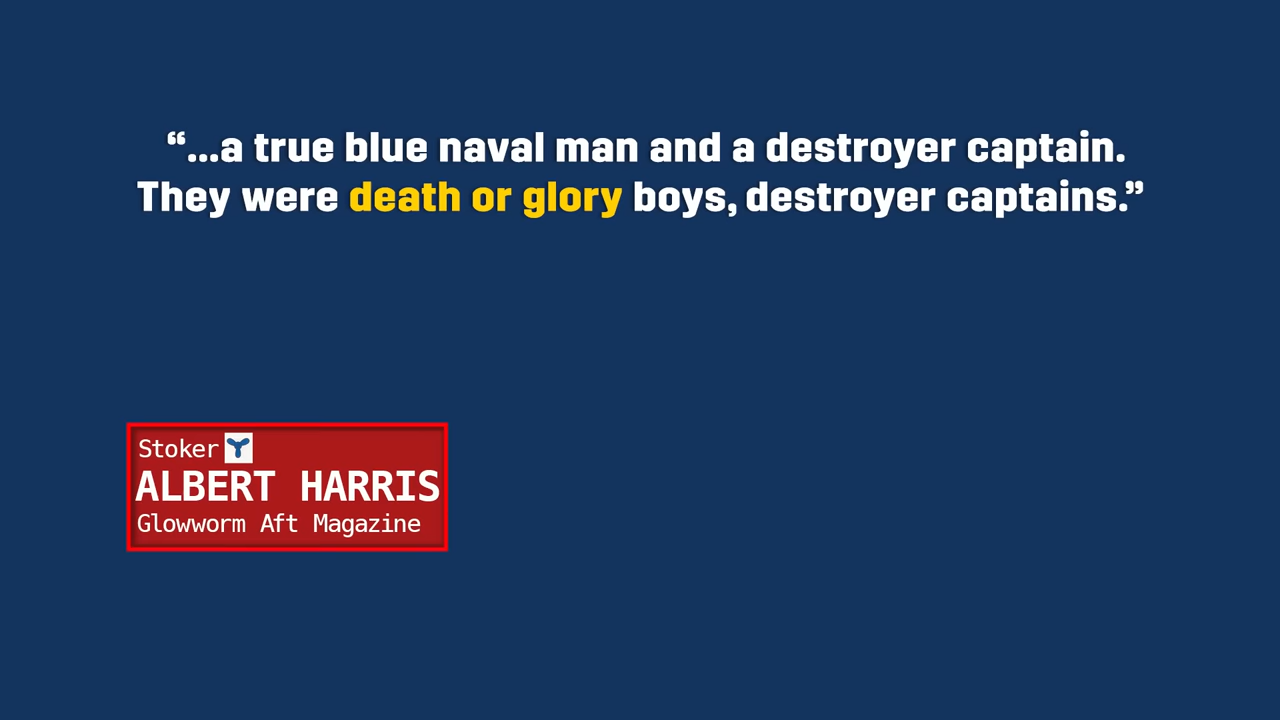 “...a true blue naval man and a destroyer captain.
They were death or glory boys, destroyer captains.”
Stoker
ALBERT HARRIS
Glowworm Aft Magazine